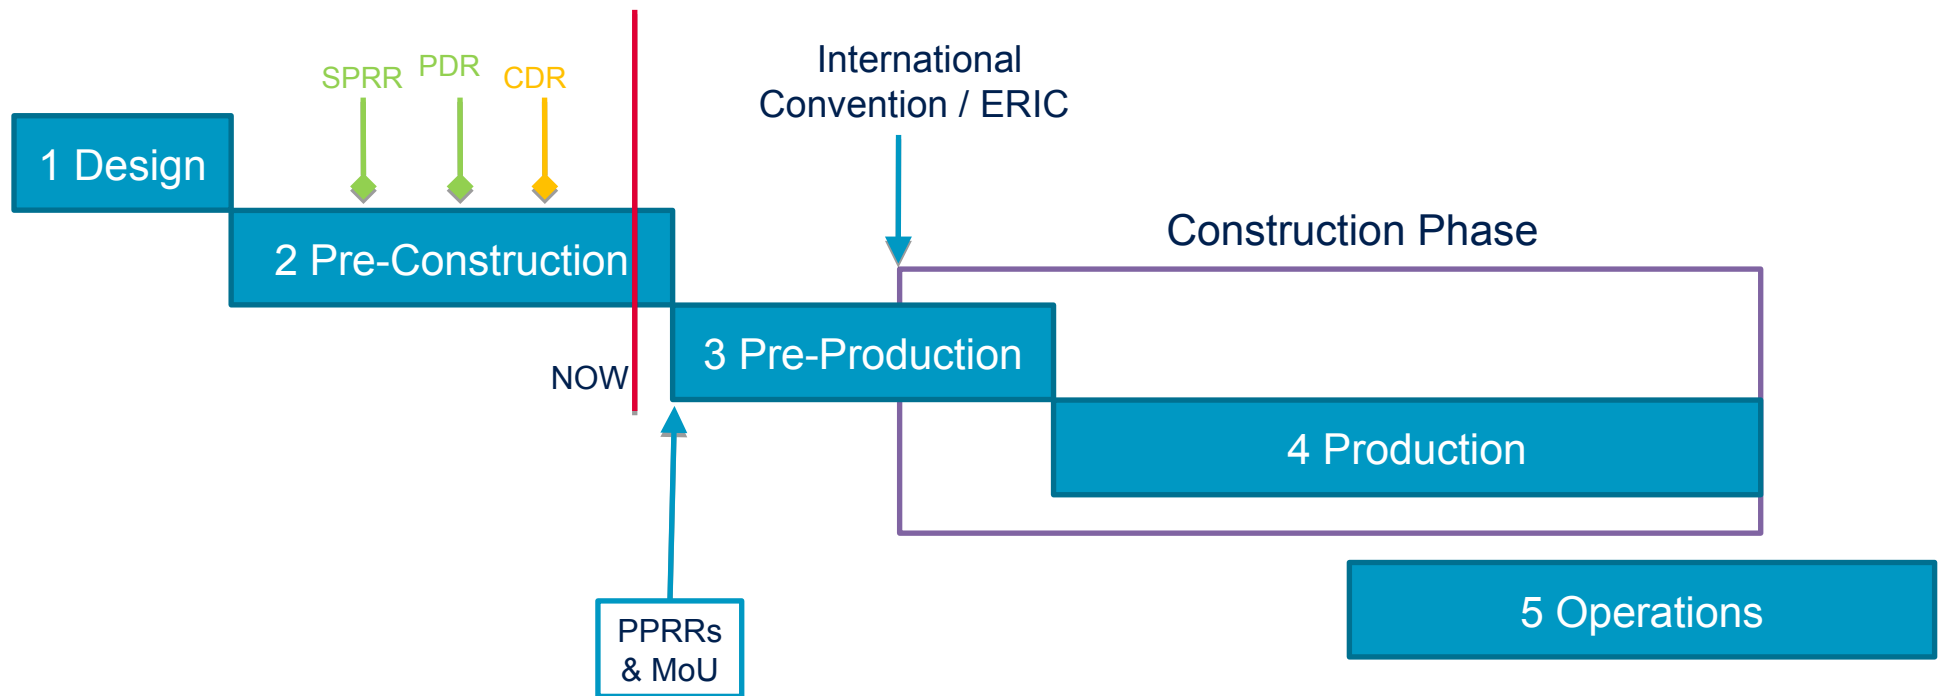 SPRR
PDR
CDR
International
Convention / ERIC
1 Design
2 Pre-Construction
Construction Phase
3 Pre-Production
NOW
4 Production
5 Operations
PPRRs
& MoU